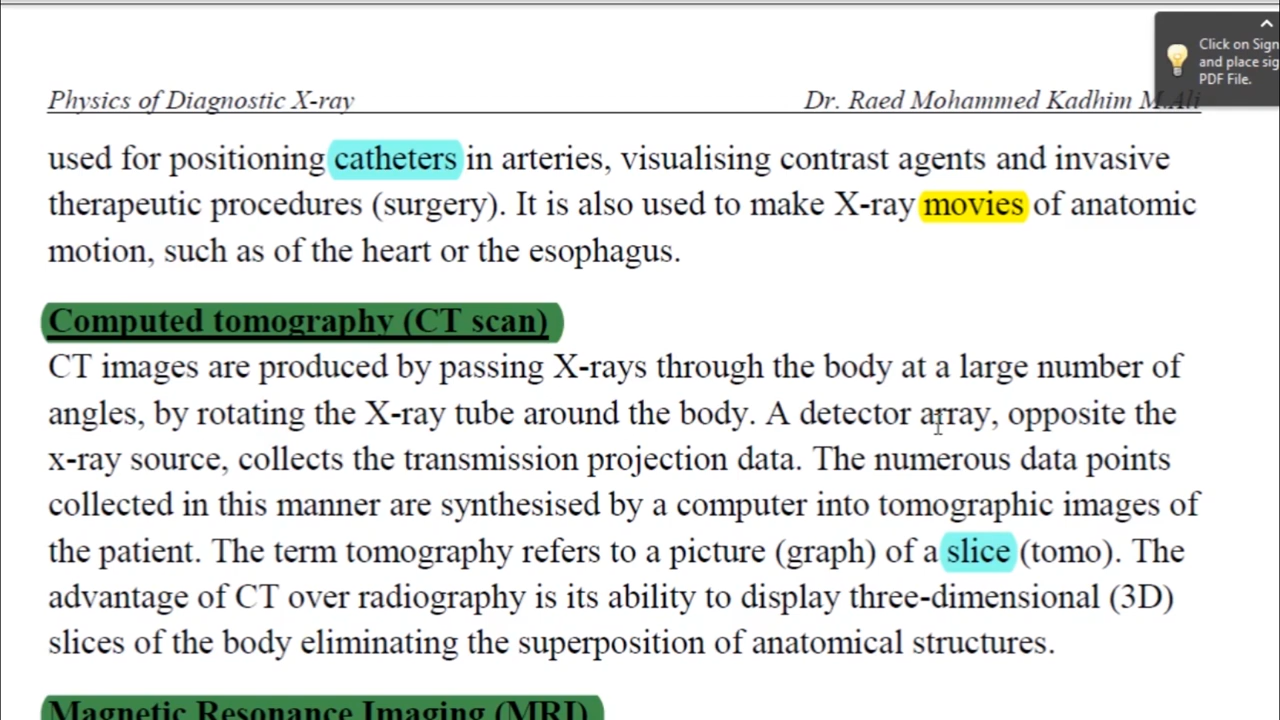 Click on Sign
and place sig
PDF File.
Physics of Diagnostic X-ray Dr. Raed Mohammed Kadhim M.Ali
used for positioning catheters in arteries, visualising contrast agents and invasive
therapeutic procedures (surgery). It is also used to make X-ray movies of anatomic
motion, such as of the heart or the esophagus.
Computed tomography (CT scan)
CT images are produced by passing X-rays through the body at a large number of
angles, by rotating the X-ray tube around the body. A detector array, opposite the
x-ray source, collects the transmission projection data. The numerous data points
collected in this manner are synthesised by a computer into tomographic images of
the patient. The term tomography refers to a picture (graph) of a slice (tomo). The
advantage of CT over radiography is its ability to display three-dimensional (3D)
slices of the body eliminating the superposition of anatomical structures.
Magnetic Resonance Imaging (MRI)